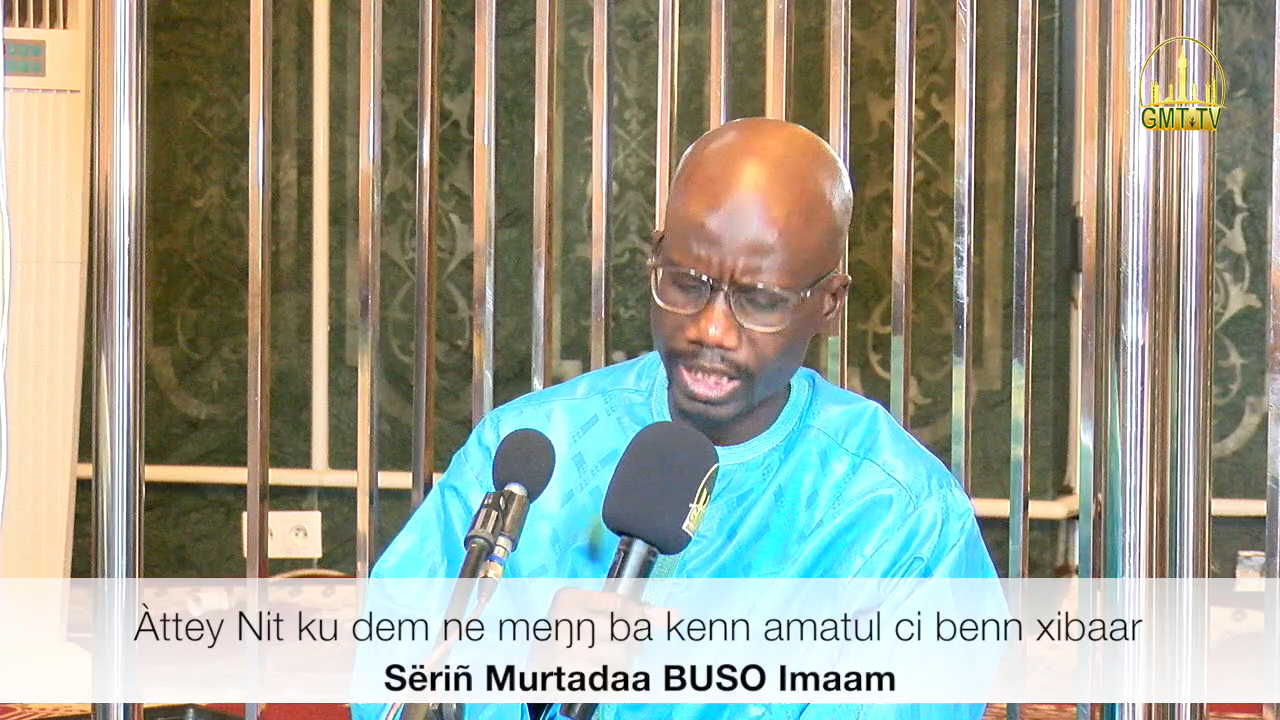 GMT TV
Àttey Nit ku dem ne meŋŋ ba kenn amatul ci benn xibaar
Sëriñ Murtadaa BUSO Imaam